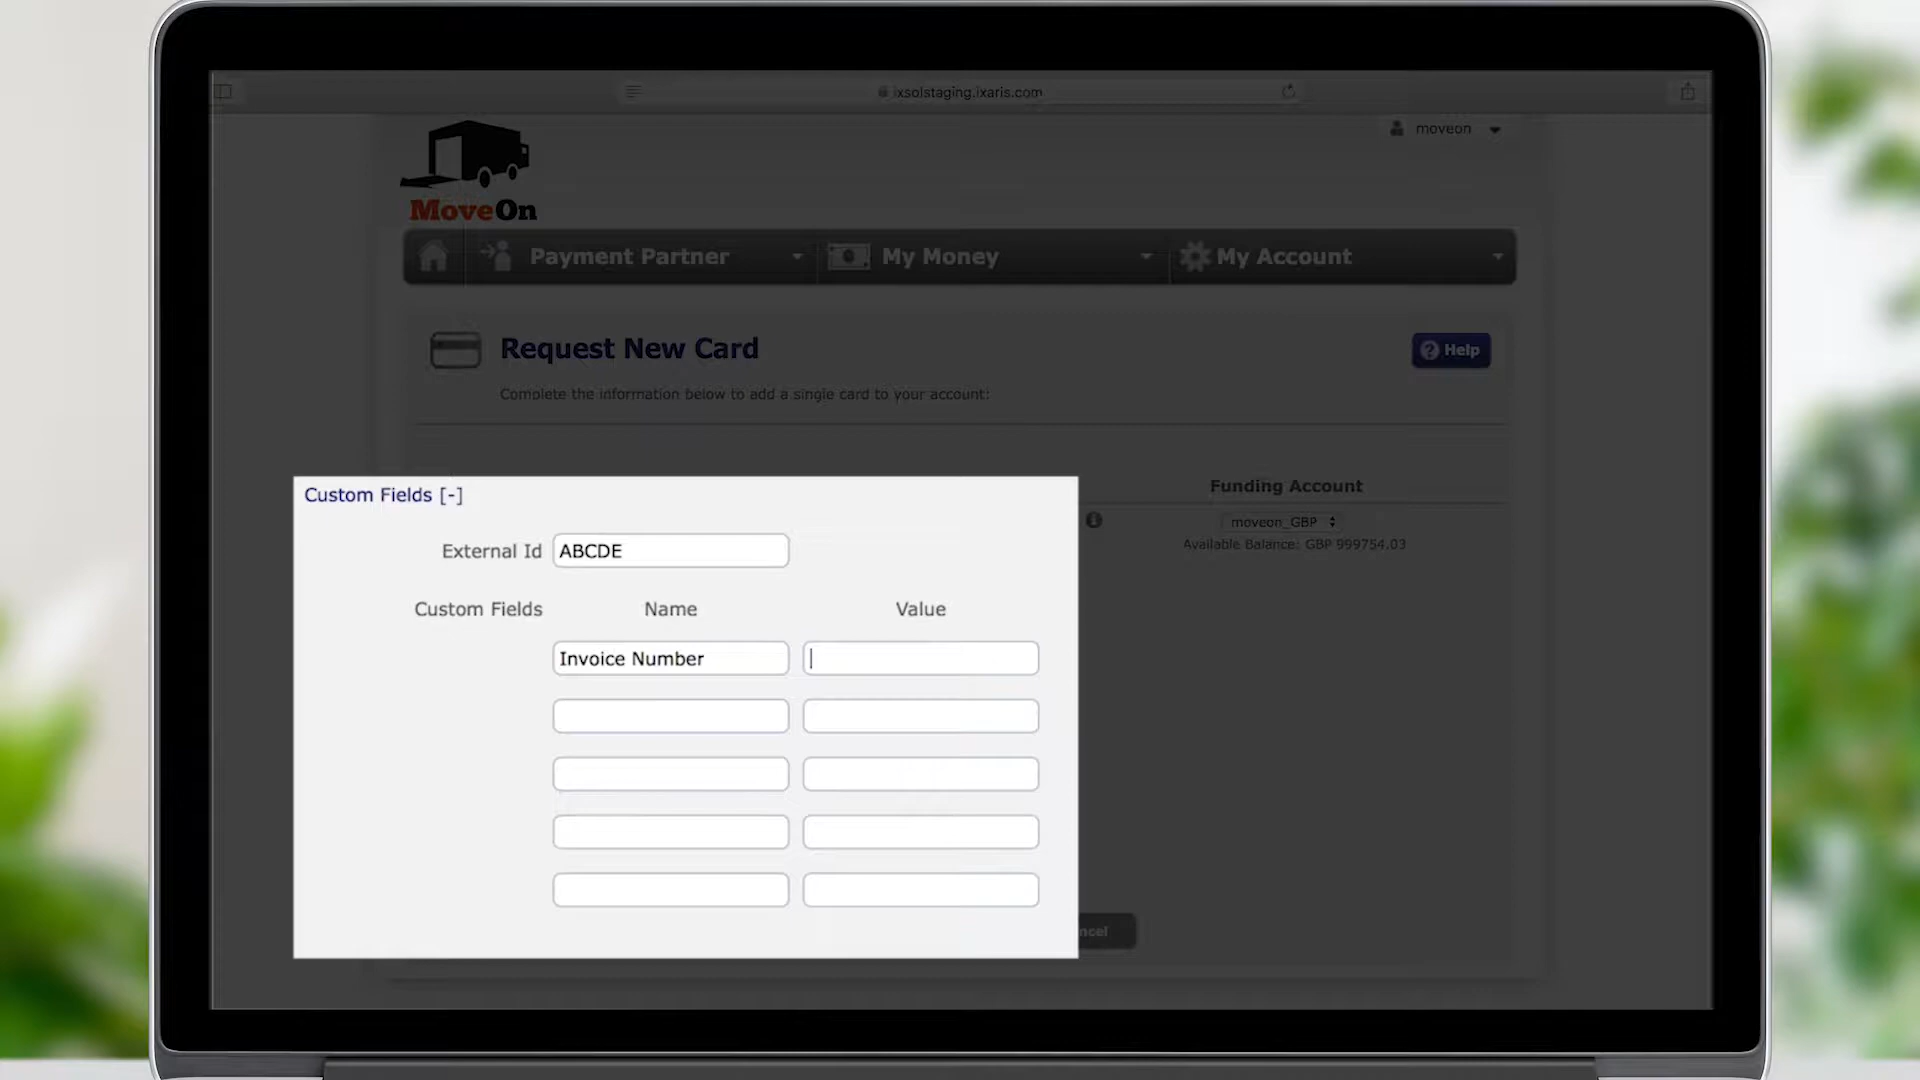 ixsolstaging.ixaris.com
moveon
MoveOn
Payment Partner
My Money
My Account
Request New Card
Help
Complete the information below to add a single card to your account:
Funding Account
moveon_GBP
Available Balance: GBP 999754.03
Custom Fields [-]
External Id ABCDE
Custom Fields Name Value
Invoice Number
ncel